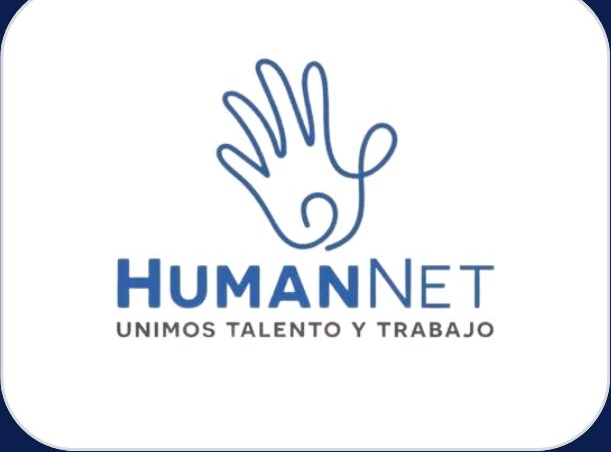 HUMANNET
UNIMOS TALENTO Y TRABAJO